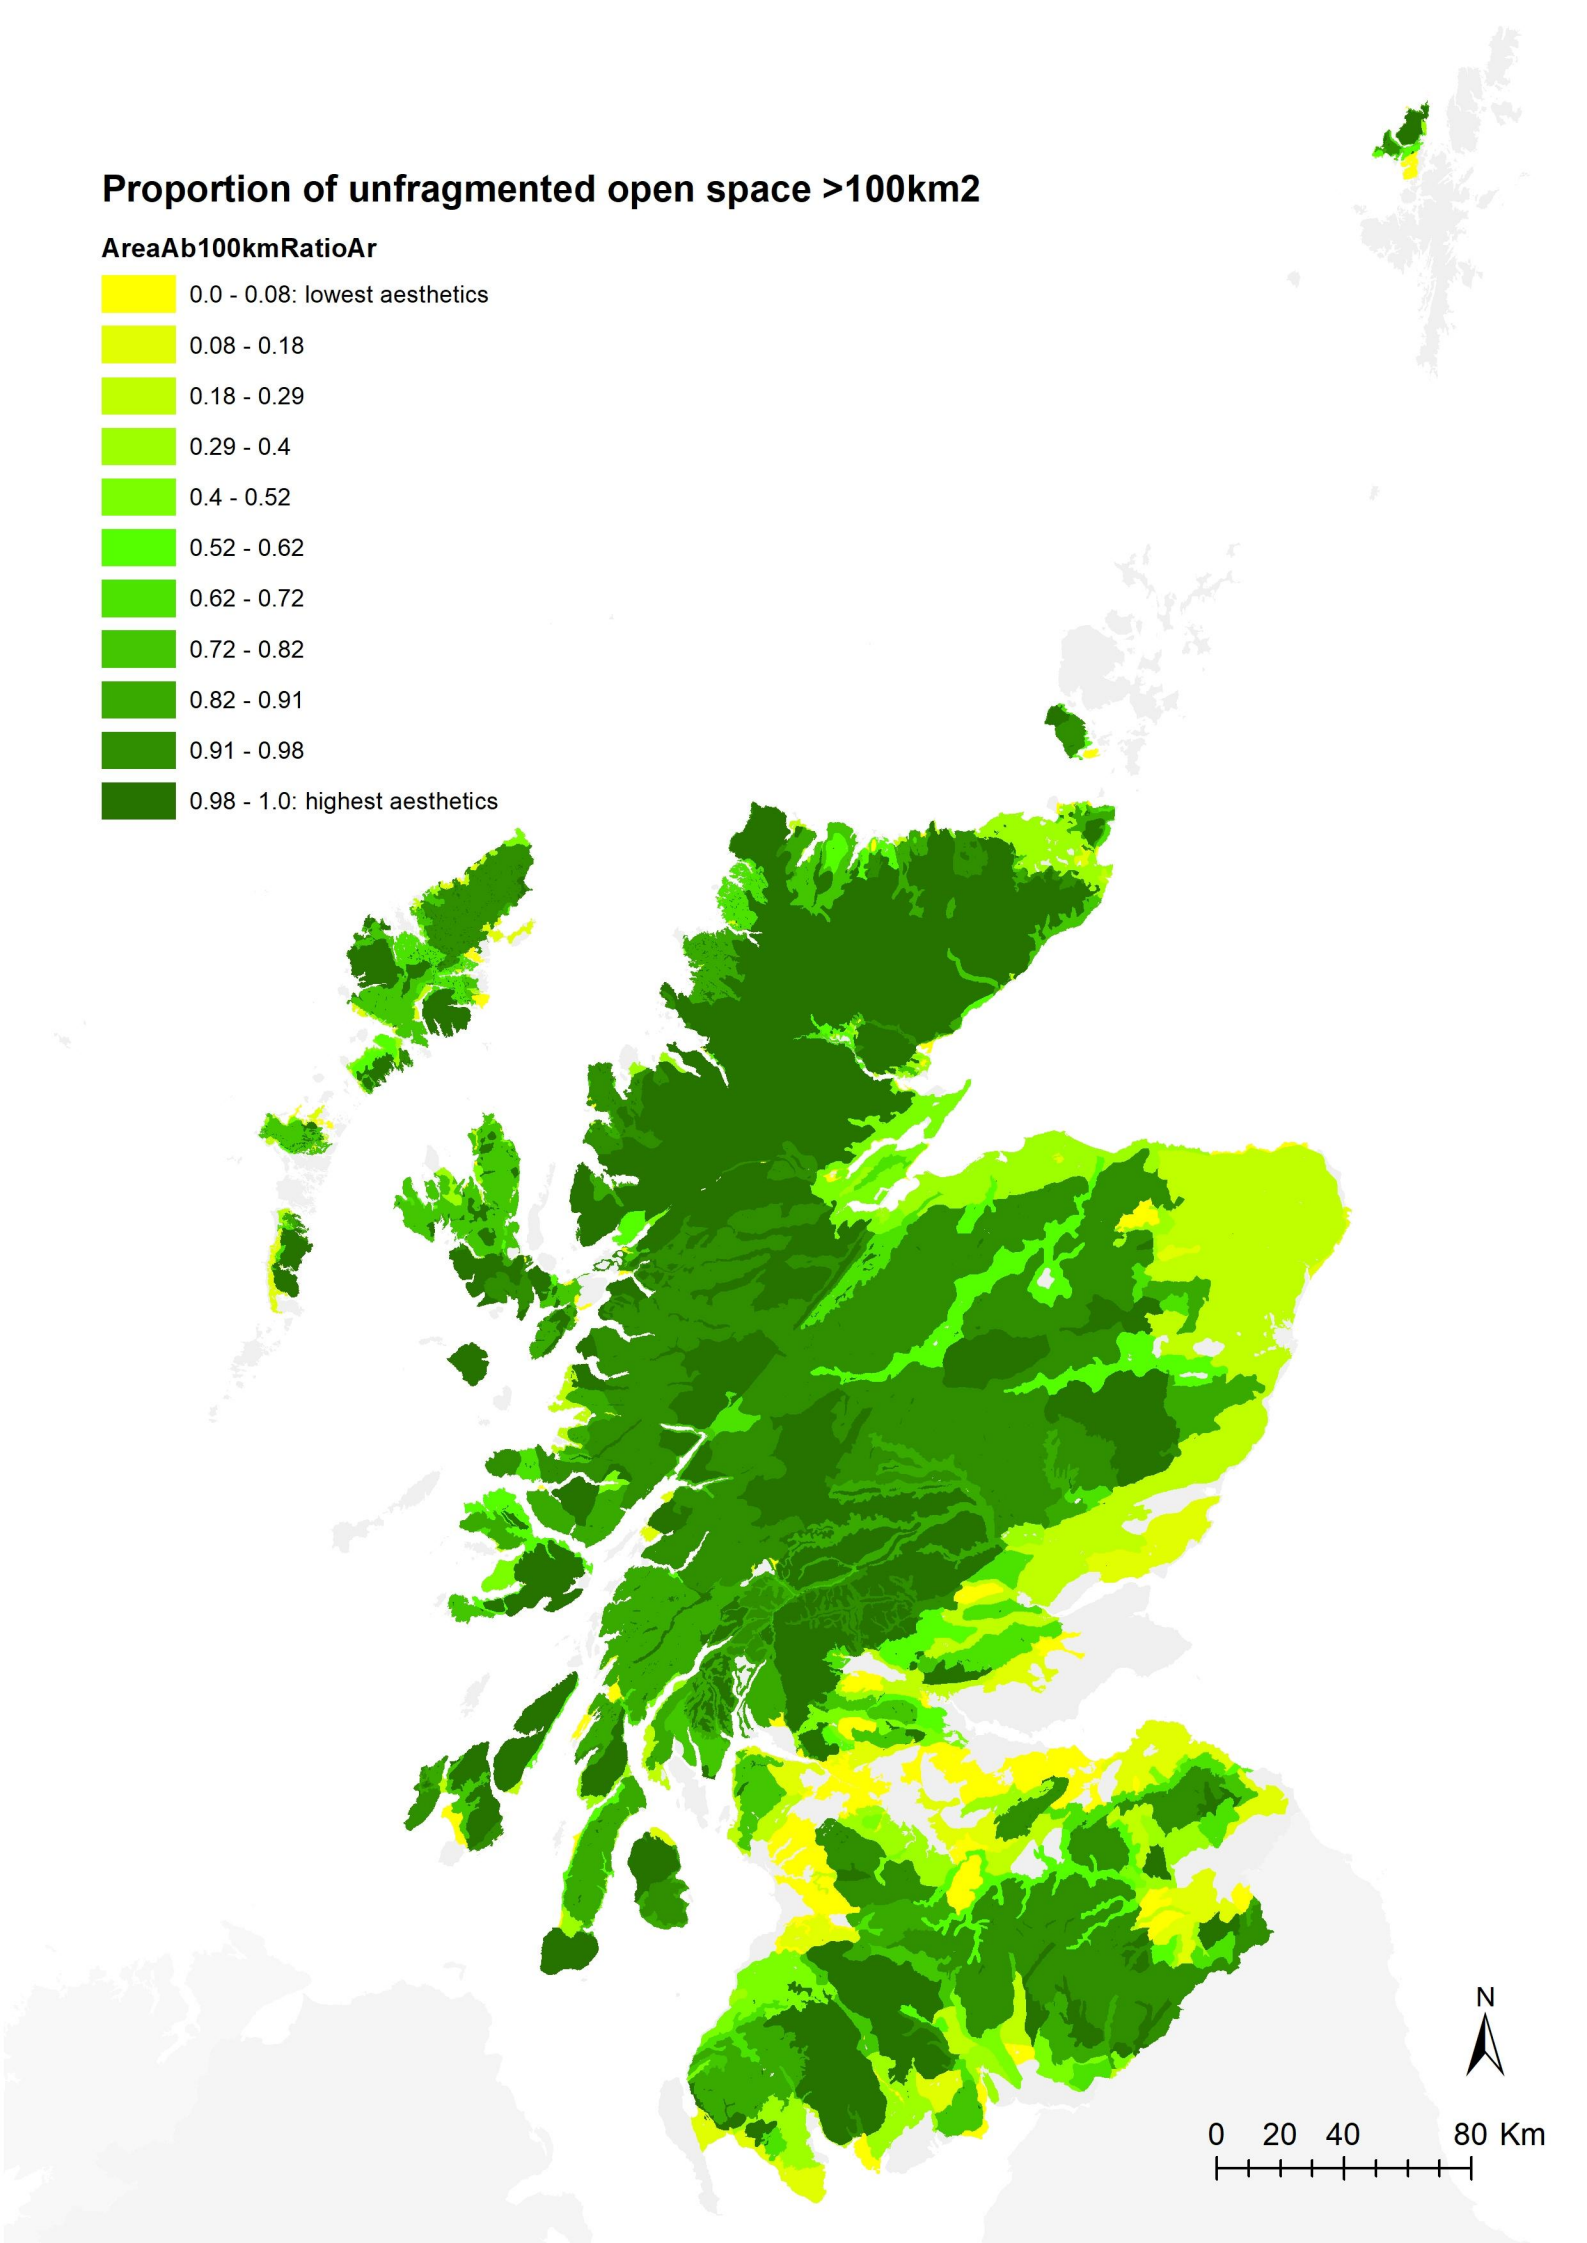 Proportion of unfragmented open space >100km2
AreaAb100kmRatioAr
0.0 - 0.08: lowest aesthetics
0.08 - 0.18
0.18 - 0.29
0.29 - 0.4
0.4 - 0.52
0.52 - 0.62
0.62 - 0.72
0.72 - 0.82
0.82 - 0.91
0.91 - 0.98
0.98 - 1.0: highest aesthetics
N
0 20 40 80 Km